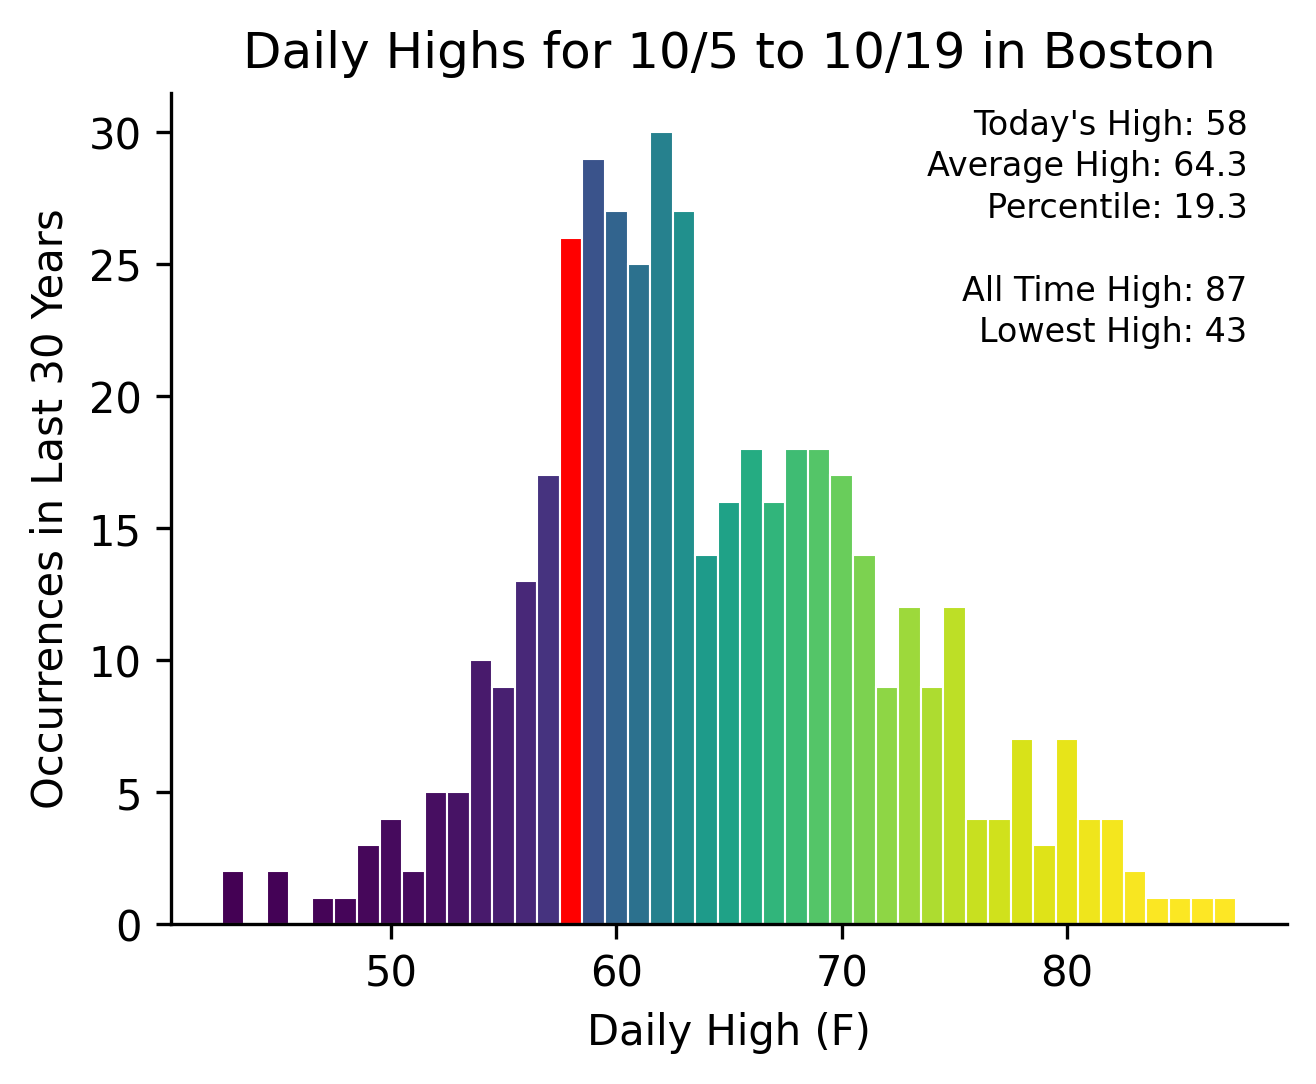 Daily Highs for 10/5 to 10/19 in Boston
Today's High: 58
Average High: 64.3
Percentile: 19.3
All Time High: 87
Lowest High: 43
Occurrences in Last 30 Years
30
25
20
15
10
5
0
50 60 70 80
Daily High (F)